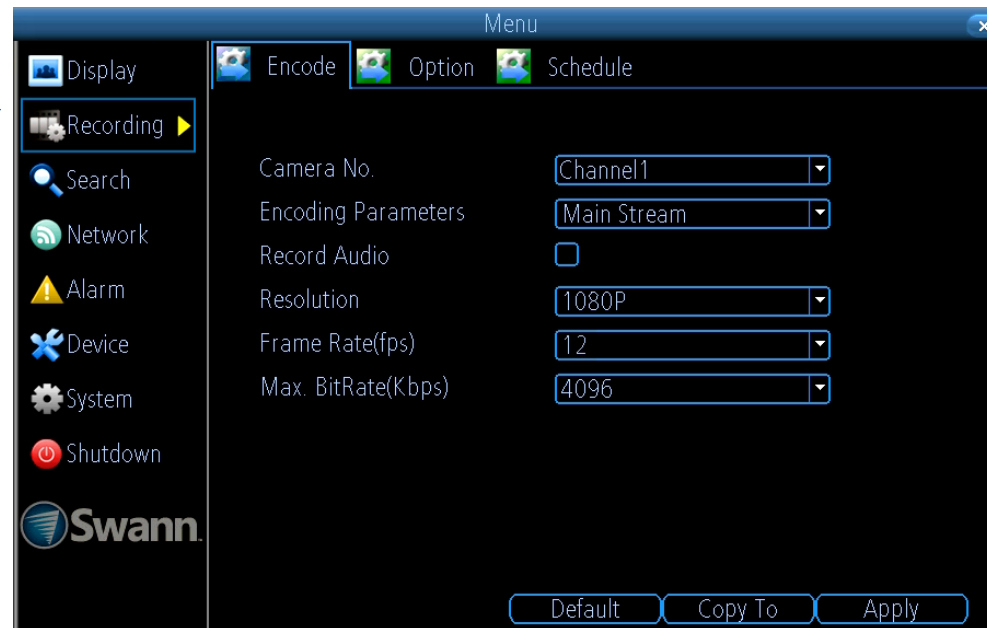 Menu
Display
Recording
Search
Network
Alarm
Device
System
Shutdown
Swann
Encode Option Schedule
Camera No. Channel1
Encoding Parameters Main Stream
Record Audio
Resolution 1080P
Frame Rate(fps) 12
Max. BitRate(Kbps) 4096
Default Copy To Apply